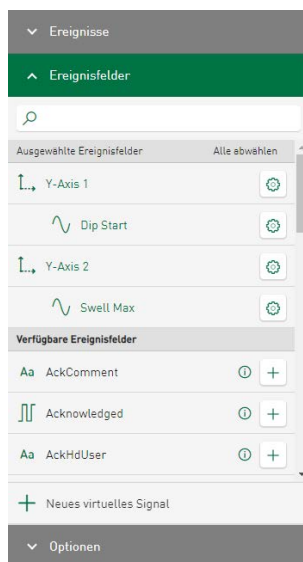 Ereignisse
Ereignisfelder
Ausgewählte Ereignisfelder Alle abwählen
Y-Axis 1
Dip Start
Y-Axis 2
Swell Max
Verfügbare Ereignisfelder
Aa AckComment
Acknowledged
Aa AckHdUser
Neues virtuelles Signal
Optionen